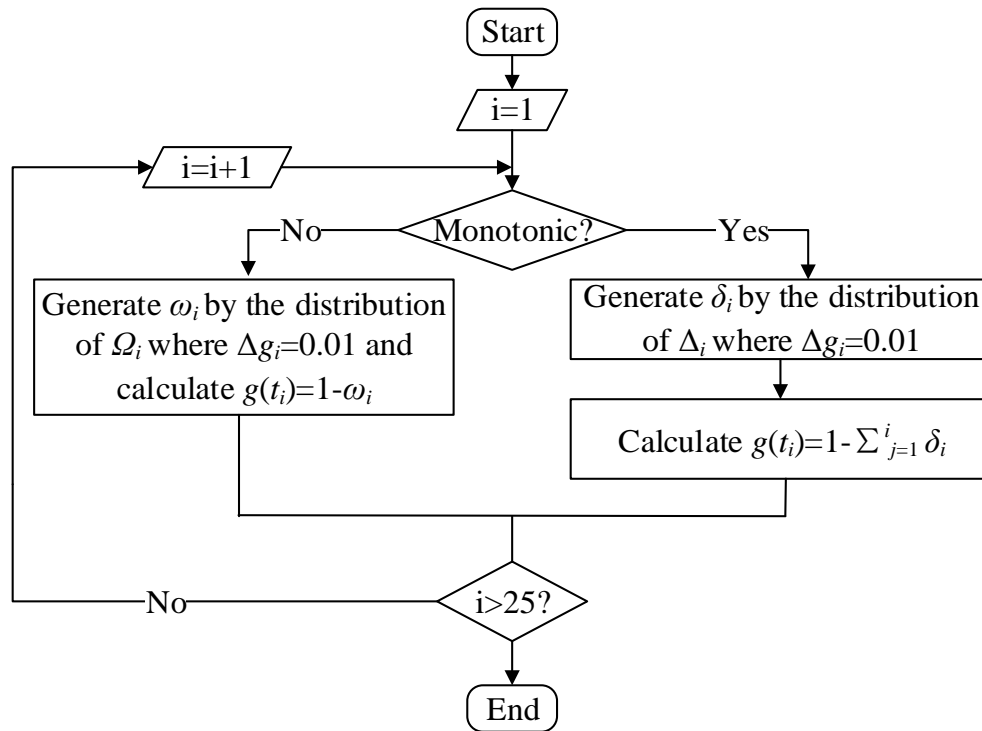 Start
i=1
i=i+1
Monotonic?
No
Yes
Generate ωᵢ by the distribution
of Ωᵢ where Δgᵢ=0.01 and
calculate g(tᵢ)=1-ωᵢ
Generate δᵢ by the distribution
of Δᵢ where Δgᵢ=0.01
Calculate g(tᵢ)=1-∑ⁱⱼ₌₁ δᵢ
i>25?
No
End